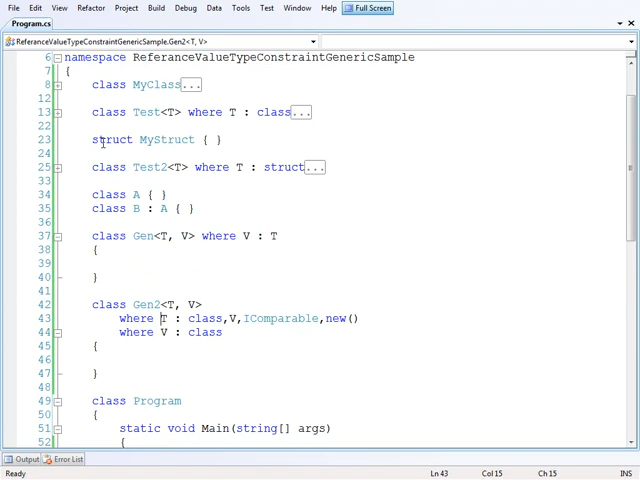 File Edit View Refactor Project Build Debug Data Tools Test Window Help Full Screen
Program.cs
ReferanceValueTypeConstraintGenericSample.Gen2<T, V>
6 namespace ReferanceValueTypeConstraintGenericSample
7 {
8 class MyClass...
12
13 class Test<T> where T : class...
22
23 struct MyStruct { }
24
25 class Test2<T> where T : struct...
33
34 class A { }
35 class B : A { }
36
37 class Gen<T, V> where V : T
38 {
39
40 }
41
42 class Gen2<T, V>
43 where T : class,V,IComparable,new()
44 where V : class
45 {
46
47 }
48
49 class Program
50 {
51 static void Main(string[] args)
52 {
Output Error List
Ready Ln 43 Col 15 Ch 15 INS